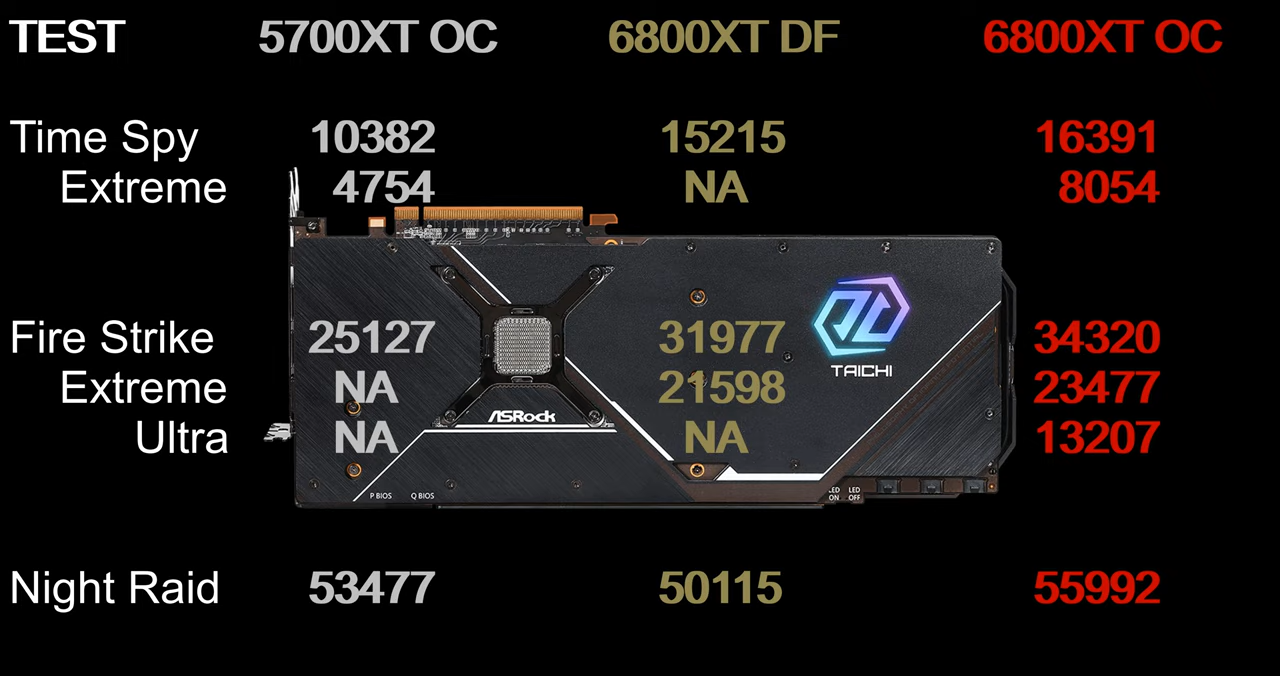 TEST 5700XT OC 6800XT DF 6800XT OC
Time Spy 10382 15215 16391
Extreme 4754 NA 8054
Fire Strike 25127 31977 34320
TAICHI
Extreme NA 21598 23477
ASRock
Ultra NA NA 13207
P BIOS Q BIOS
LED ON LED OFF
Night Raid 53477 50115 55992